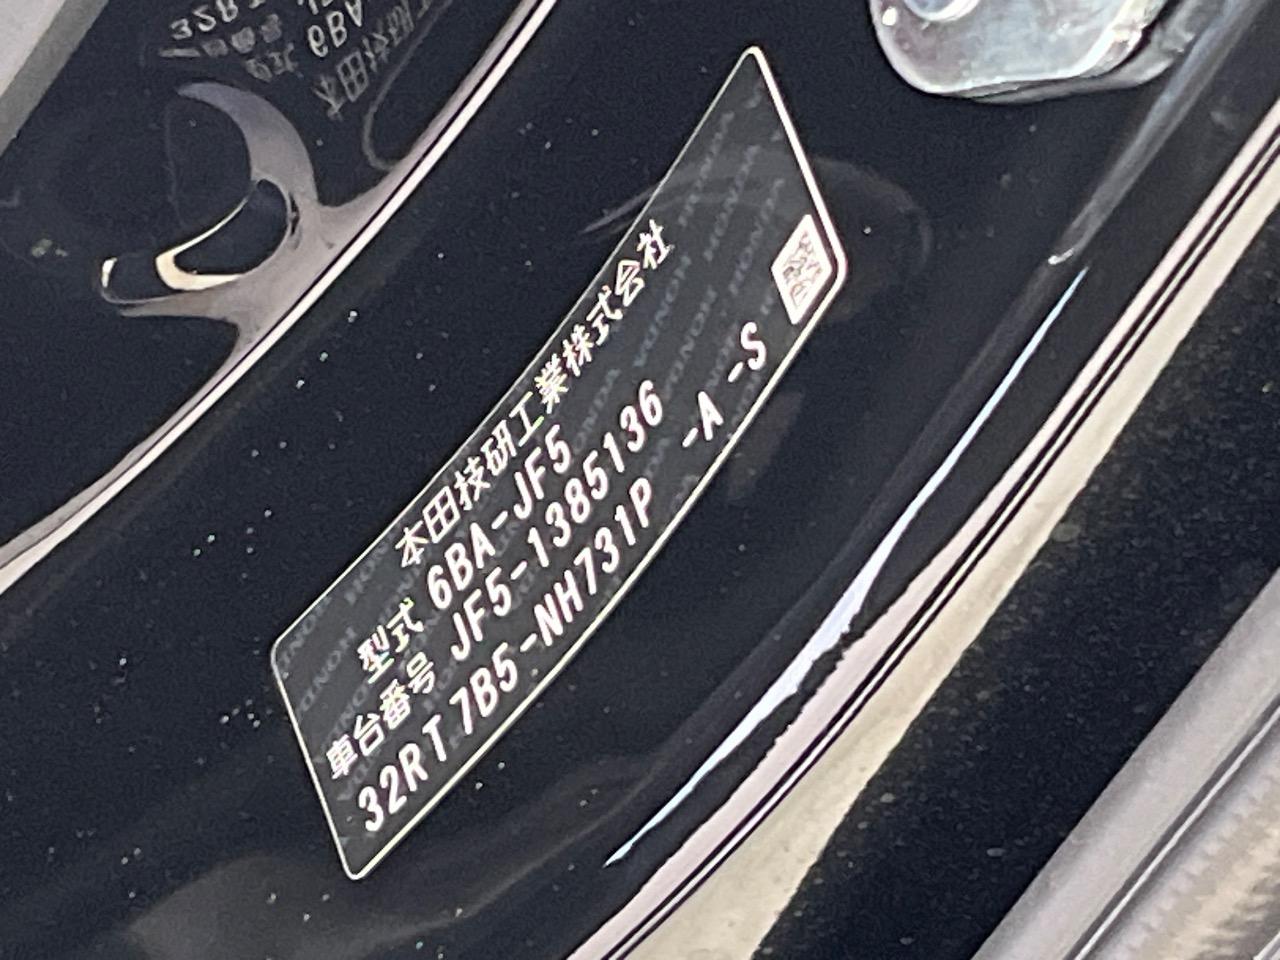 本田技研工業株式会社
型式 6BA-JF5
車台番号 JF5-1385136
32RT 7B5-NH731P -A -S